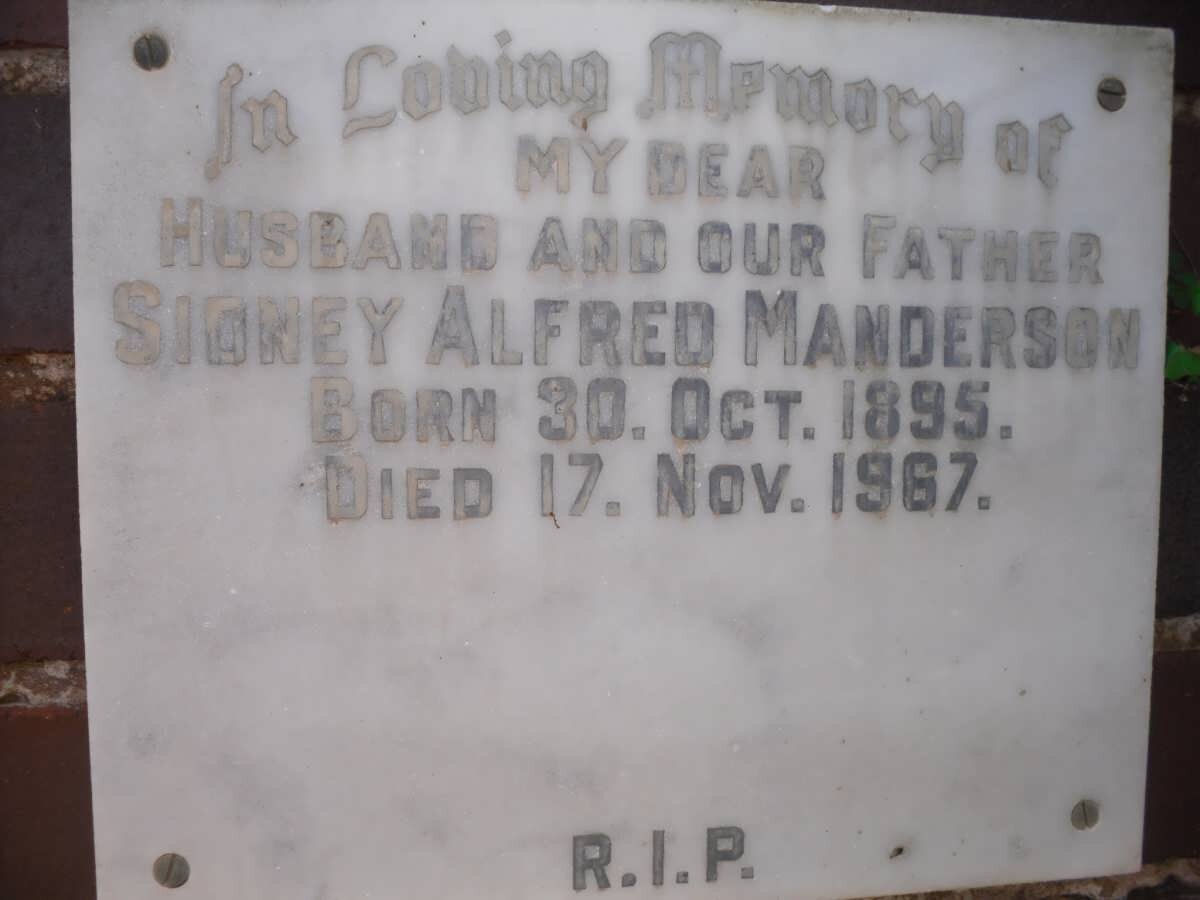 In Loving Memory of
MY DEAR
HUSBAND AND OUR FATHER
SIDNEY ALFRED MANDERSON
BORN 30. OCT. 1895.
DIED 17. NOV. 1967.
R.I.P.